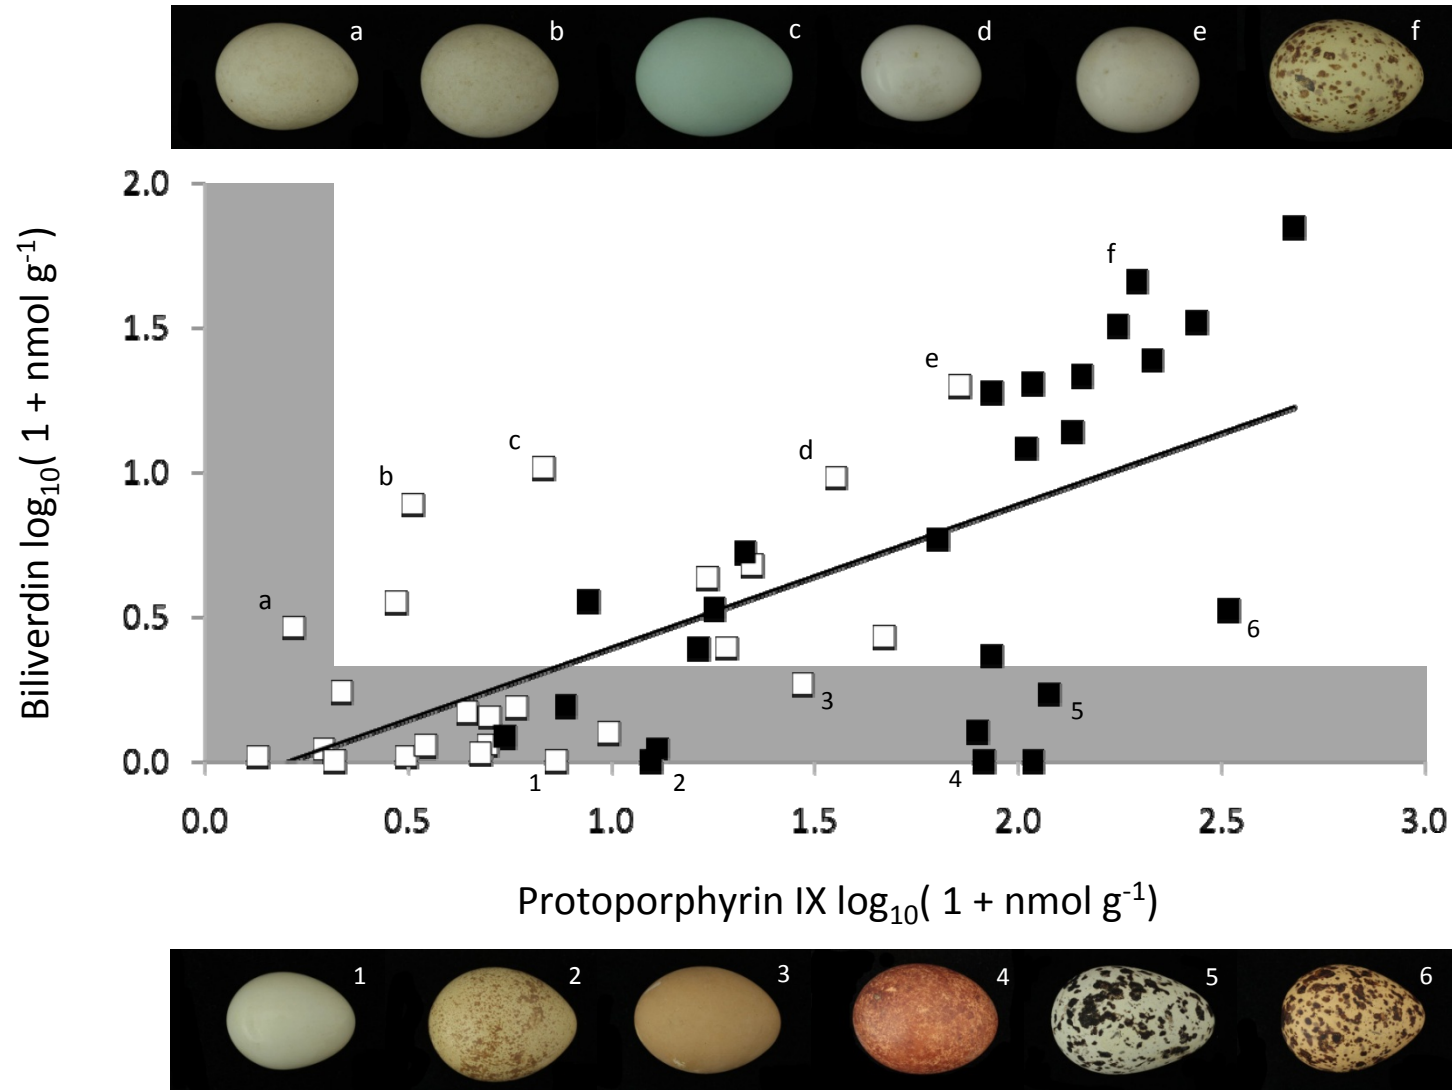 a b c d e f
2.0
1.5
1.0
0.5
0.0
Biliverdin log10( 1 + nmol g-1)
f
e
c
d
b
a
6
3
5
1
2
4
0.0 0.5 1.0 1.5 2.0 2.5 3.0
Protoporphyrin IX log10( 1 + nmol g-1)
1 2 3 4 5 6